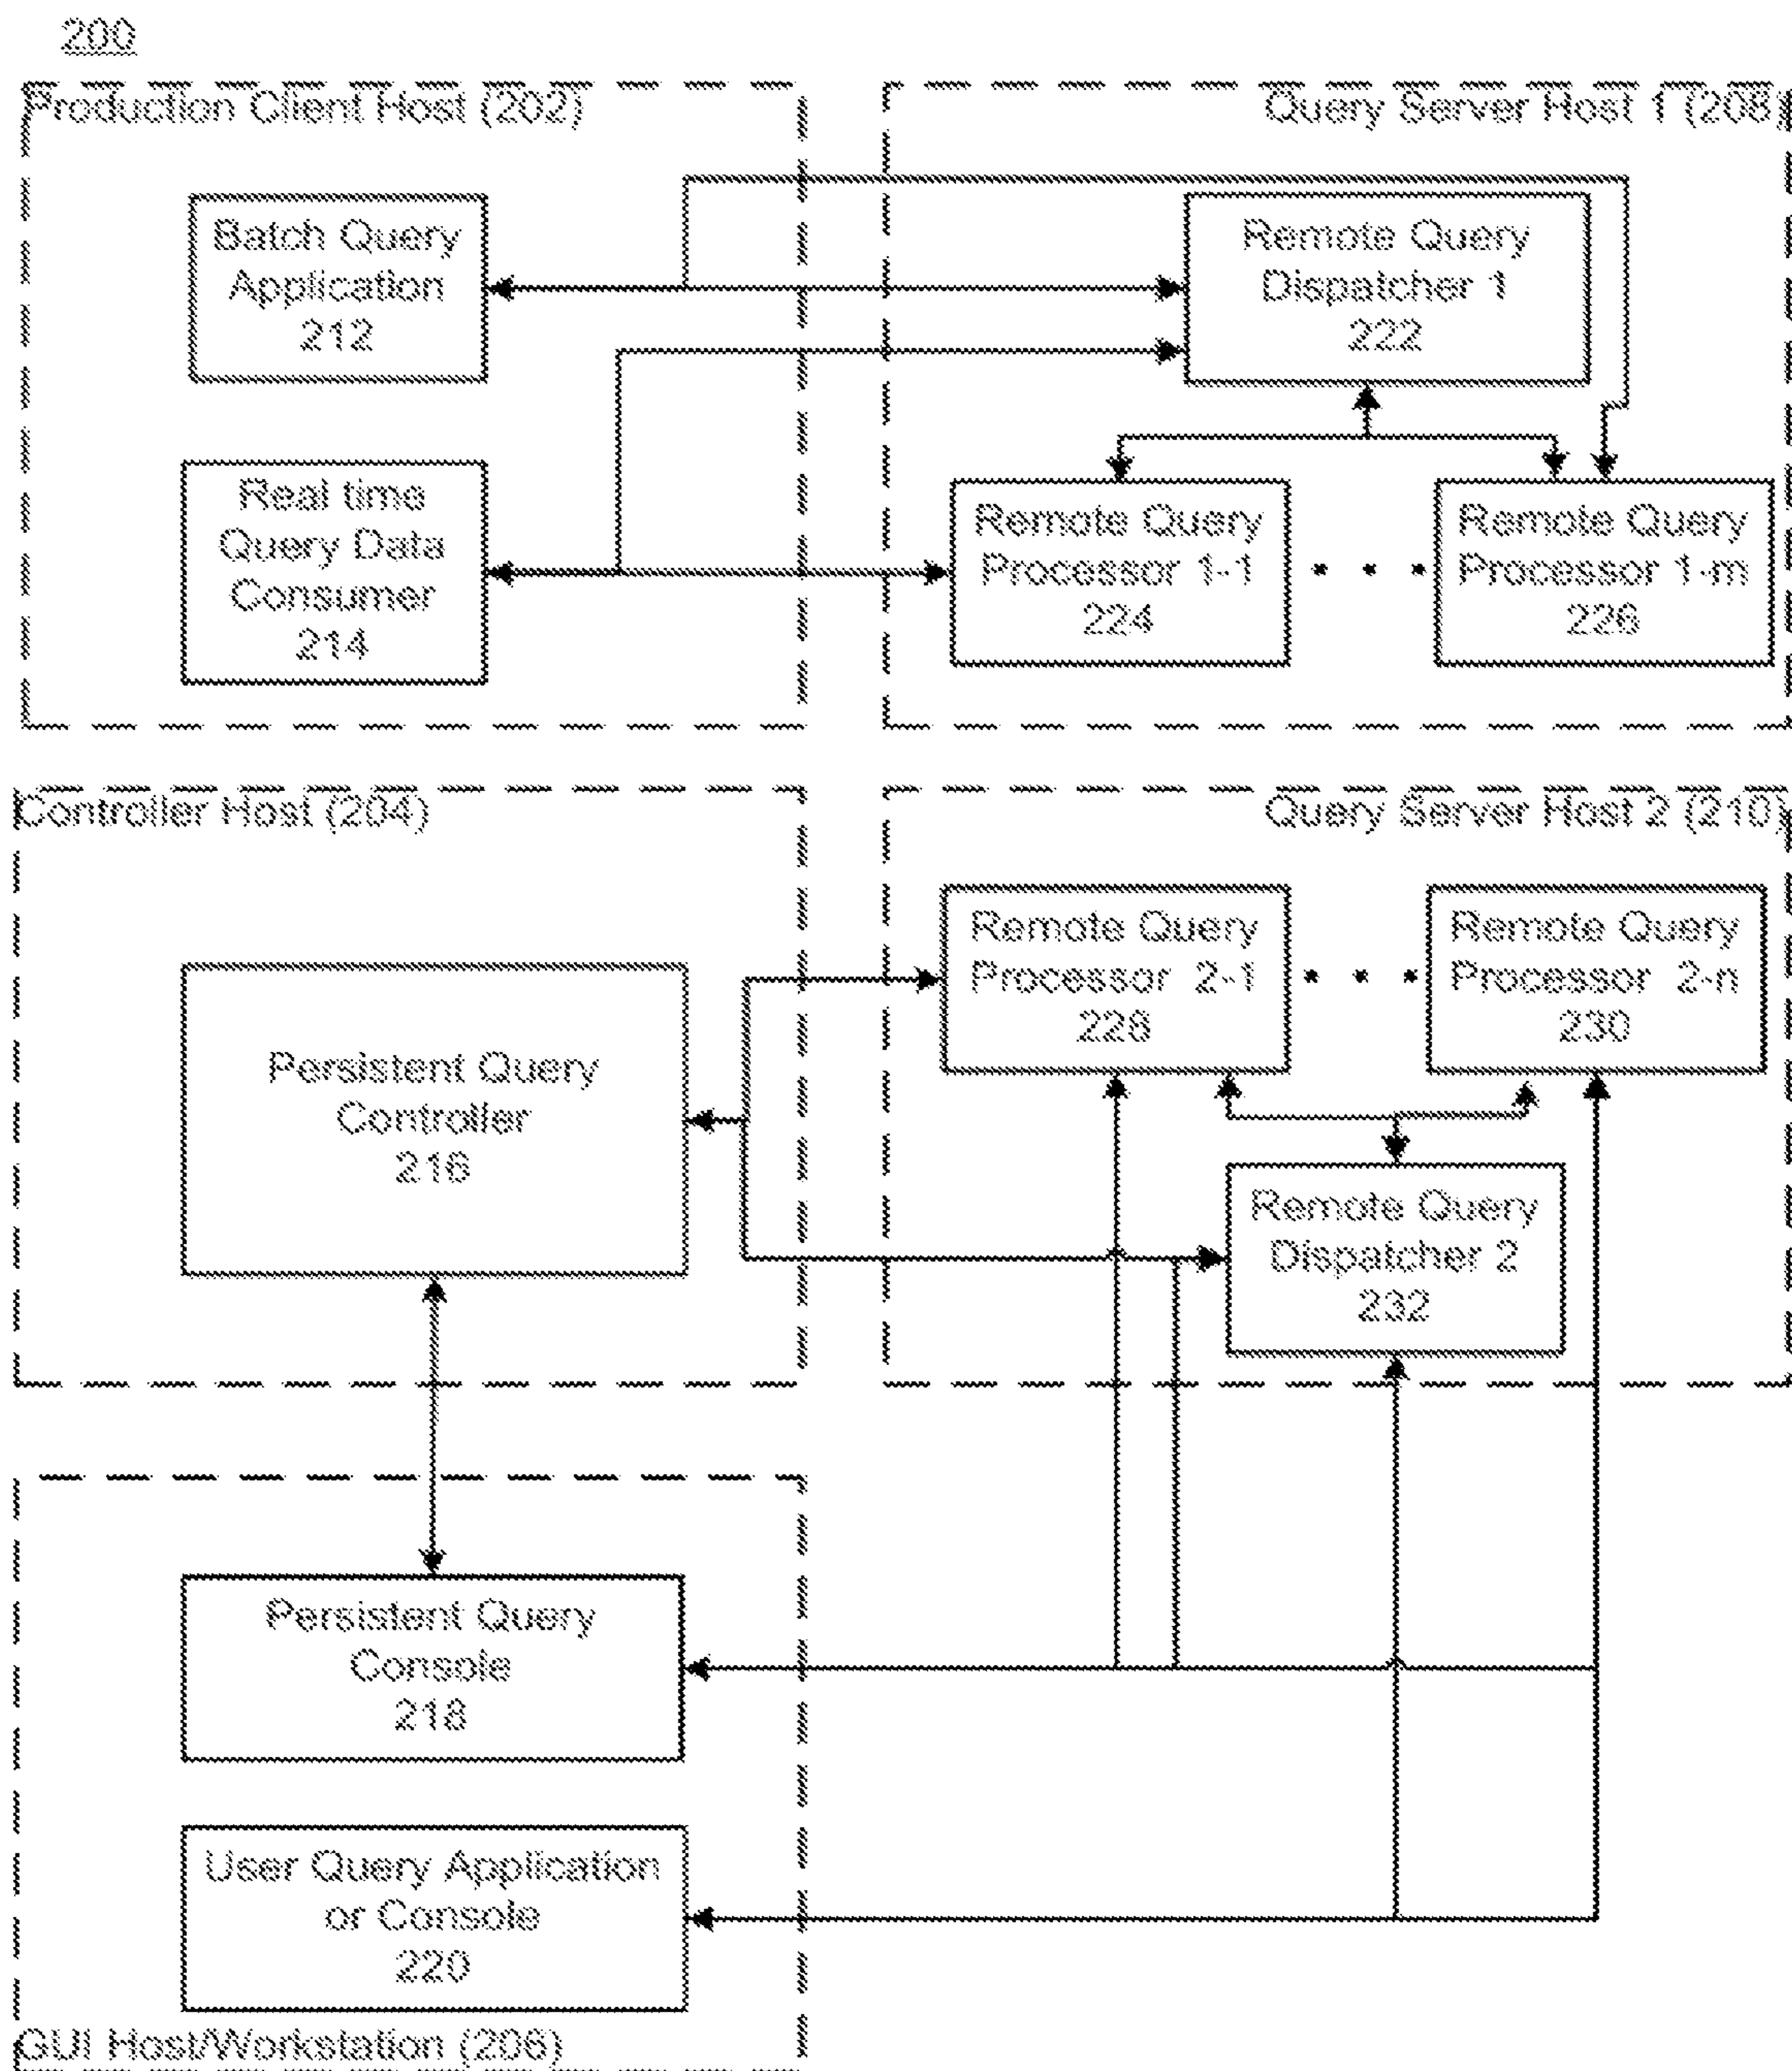 200
Production Client Host (202)
Query Server Host 1 (208)
Batch Query
Application
212
Remote Query
Dispatcher 1
222
Real time
Query Data
Consumer
214
Remote Query
Processor 1-1
224
. . .
Remote Query
Processor 1-m
226
Controller Host (204)
Query Server Host 2 (210)
Persistent Query
Controller
216
Remote Query
Processor 2-1
228
. . .
Remote Query
Processor 2-n
230
Remote Query
Dispatcher 2
232
Persistent Query
Console
218
User Query Application
or Console
220
GUI Host/Workstation (206)